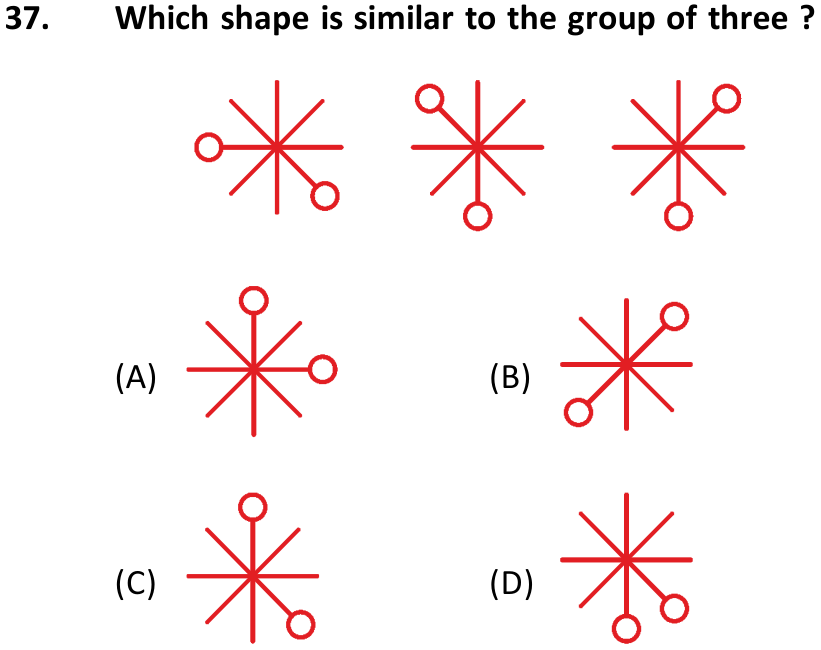 37. Which shape is similar to the group of three ?
(A) (B)
(C) (D)